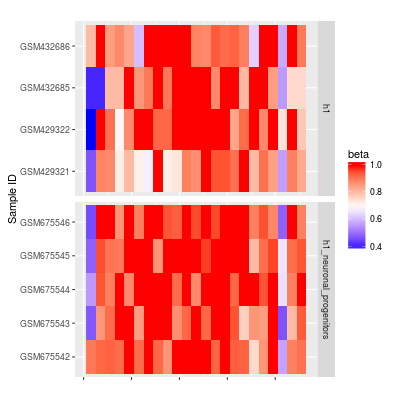 Sample ID
GSM432686
GSM432685
GSM429322
GSM429321
h1
GSM675546
GSM675545
GSM675544
GSM675543
GSM675542
h1_neuronal_progenitors
beta
1.0
0.8
0.6
0.4